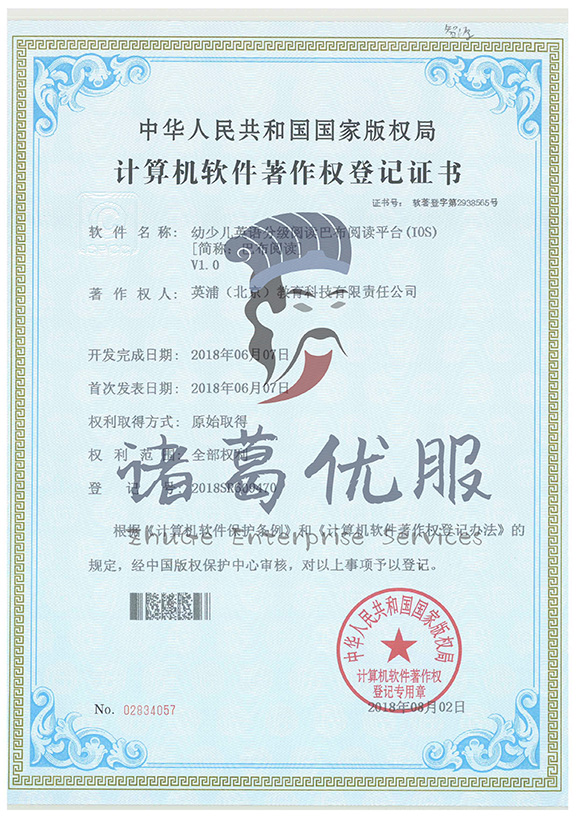 智法
中华人民共和国国家版权局
计算机软件著作权登记证书
证书号： 软著登字第2938565号
软 件 名 称： 幼少儿英语分级阅读巴布阅读平台(IOS)
[简称：巴布阅读]
V1.0
著 作 权 人： 英浦（北京）教育科技有限责任公司
开发完成日期： 2018年06月07日
首次发表日期： 2018年06月07日
权利取得方式： 原始取得
权 利 范 围： 全部权利
登 记 号： 2018SR609470
诸葛优服
Zhuge Enterprise Services
根据《计算机软件保护条例》和《计算机软件著作权登记办法》的
规定，经中国版权保护中心审核，对以上事项予以登记。
中华人民共和国国家版权局
计算机软件著作权
登记专用章
No. 02834057
2018年08月02日